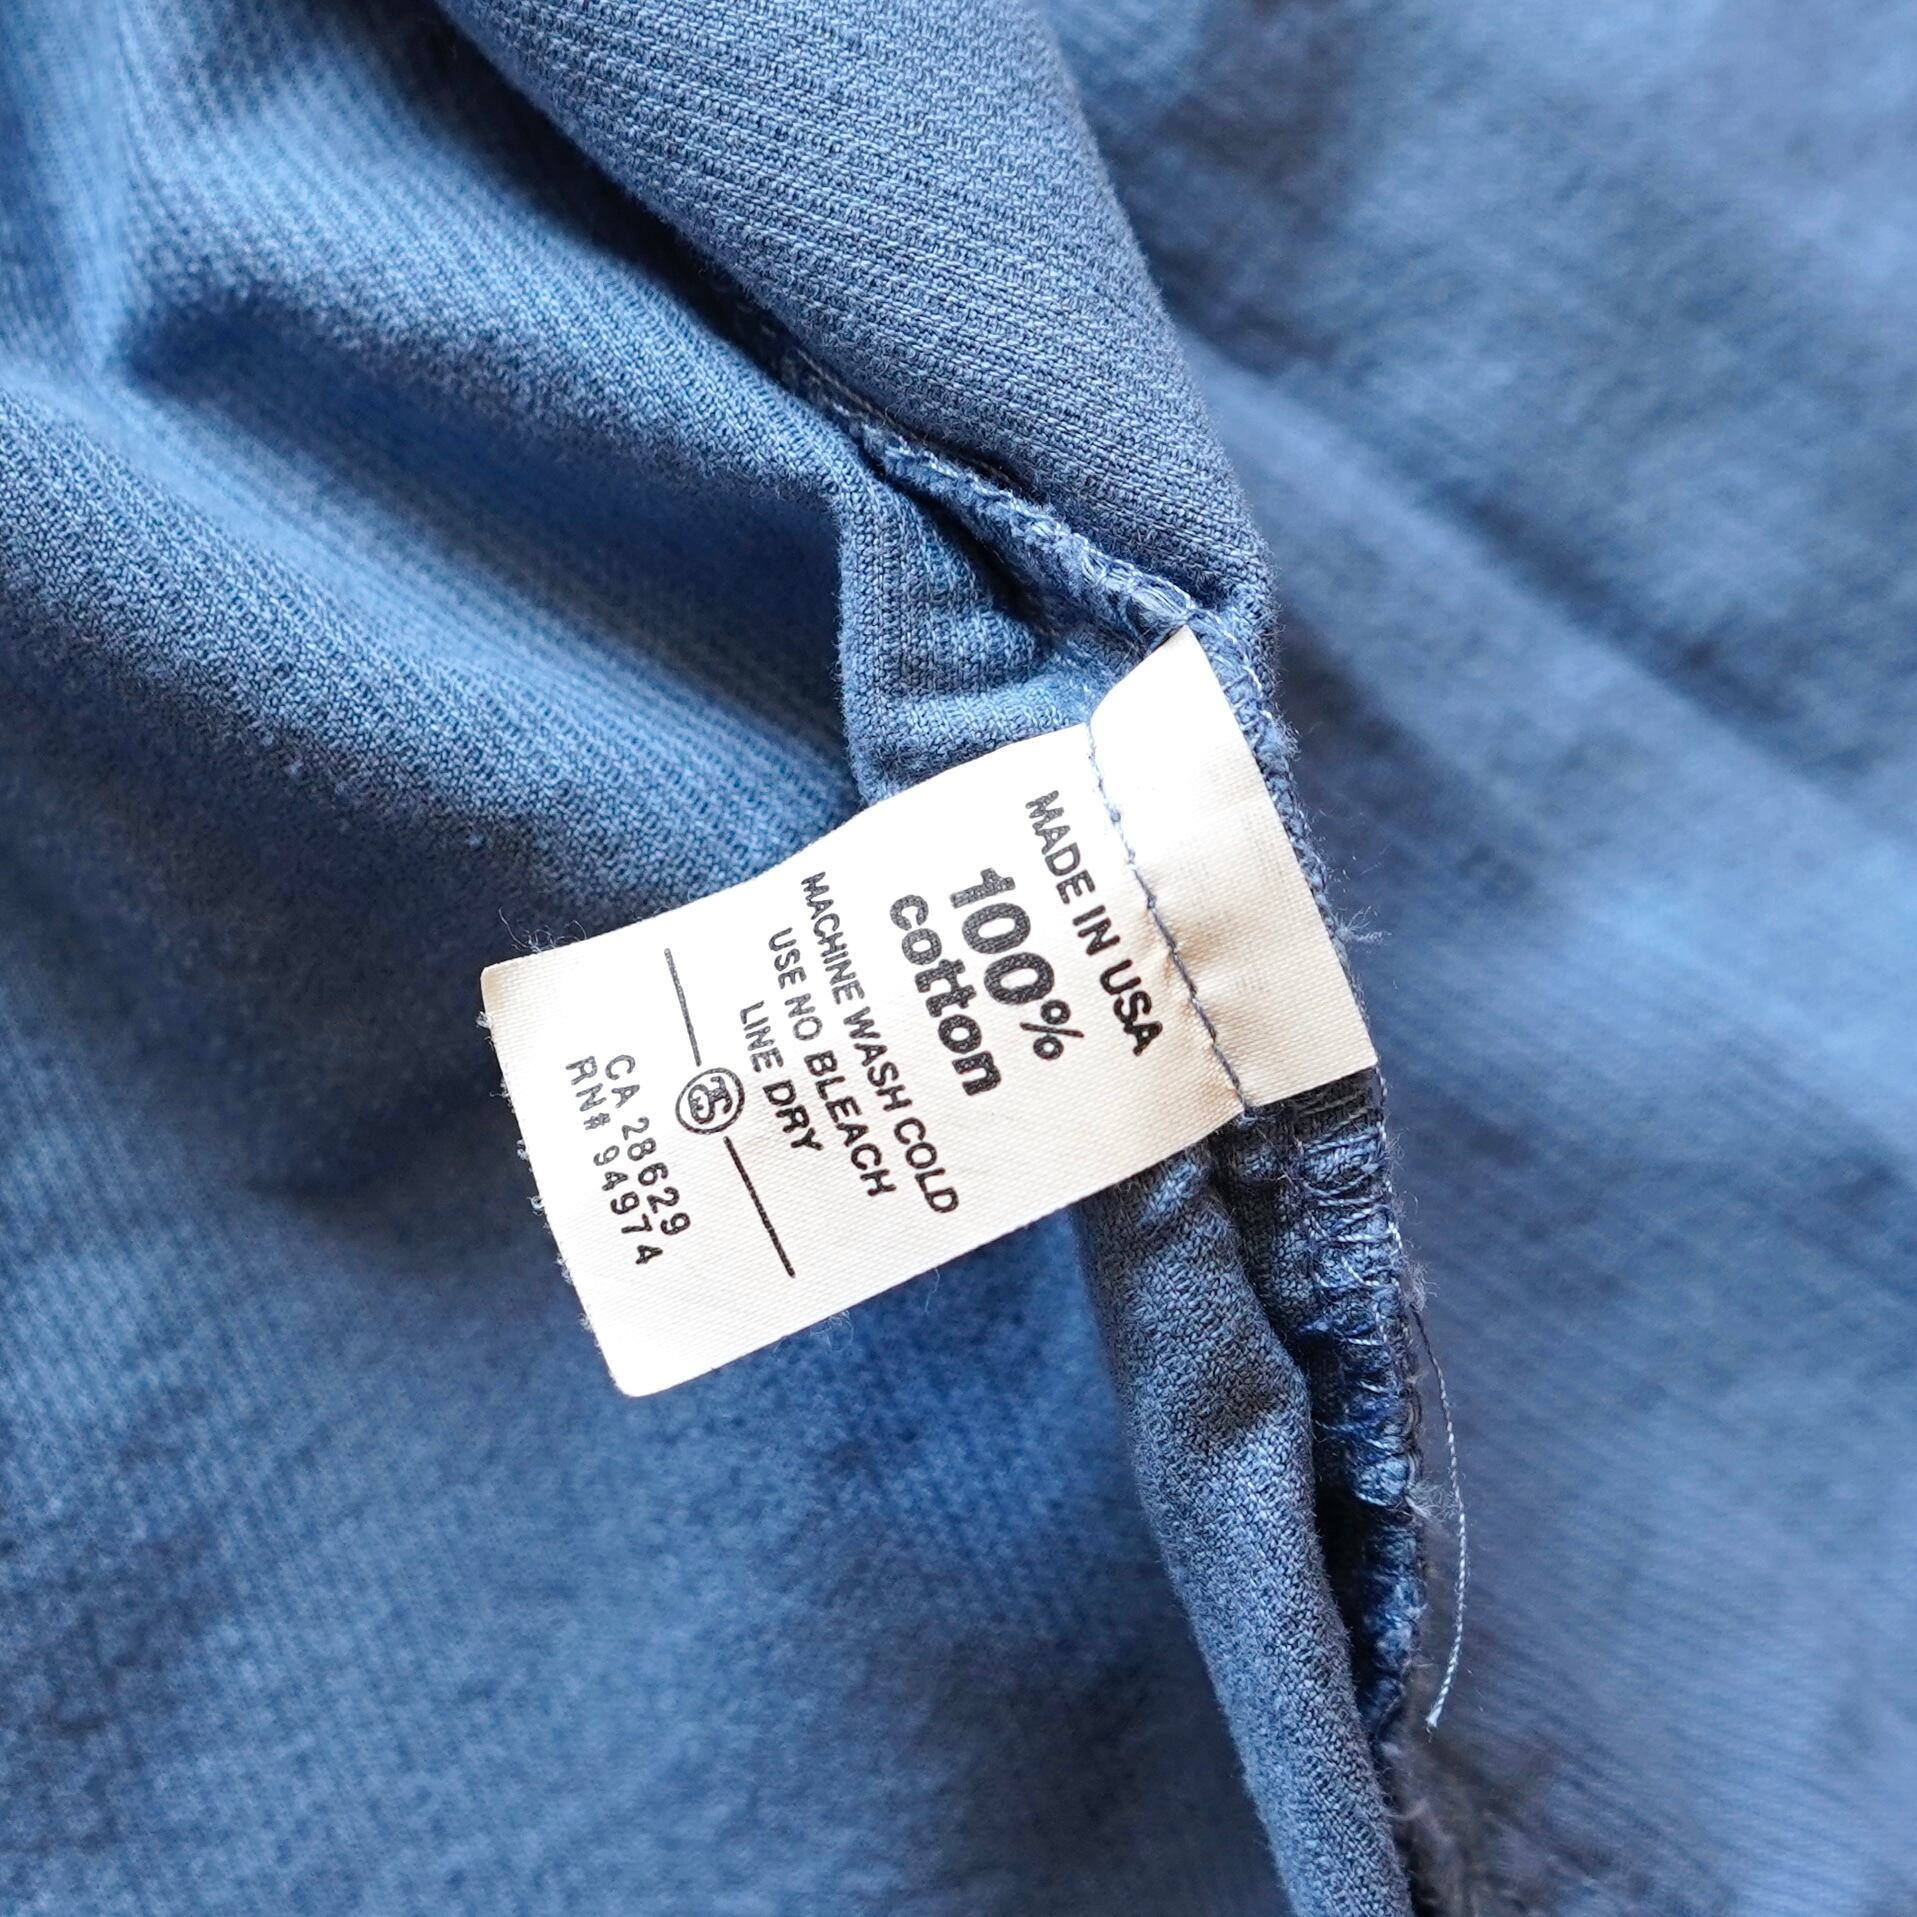 MADE IN USA
100%
cotton
MACHINE WASH COLD
USE NO BLEACH
LINE DRY
CA 28629
RN# 94974